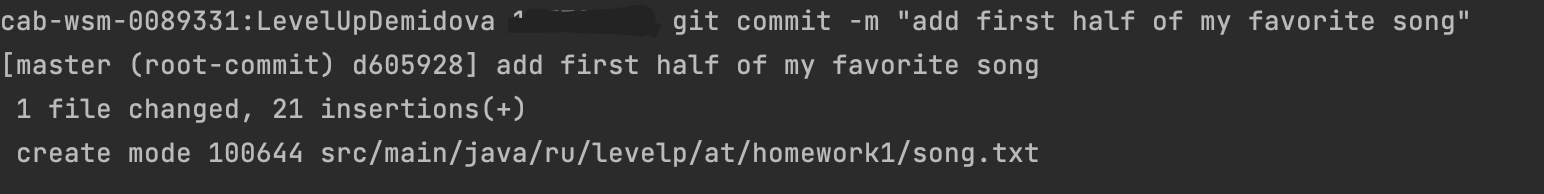 cab-wsm-0089331:LevelUpDemidova git commit -m "add first half of my favorite song"
[master (root-commit) d605928] add first half of my favorite song
1 file changed, 21 insertions(+)
create mode 100644 src/main/java/ru/levelp/at/homework1/song.txt